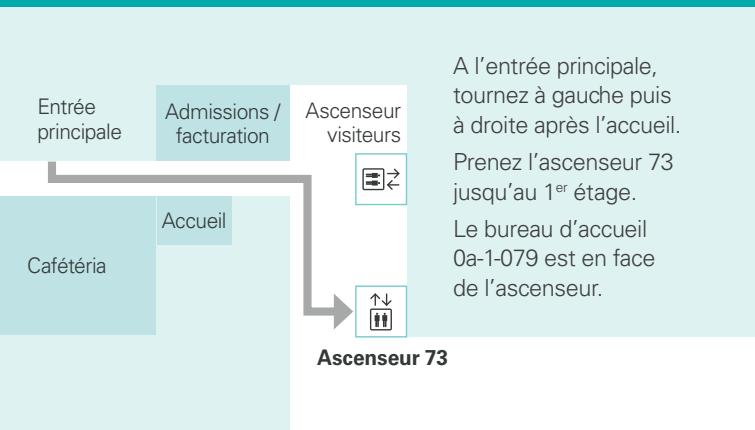 Entrée
principale
Admissions /
facturation
Ascenseur
visiteurs
Accueil
Cafétéria
Ascenseur 73
A l’entrée principale,
tournez à gauche puis
à droite après l’accueil.
Prenez l’ascenseur 73
jusqu’au 1er étage.
Le bureau d’accueil
0a-1-079 est en face
de l’ascenseur.